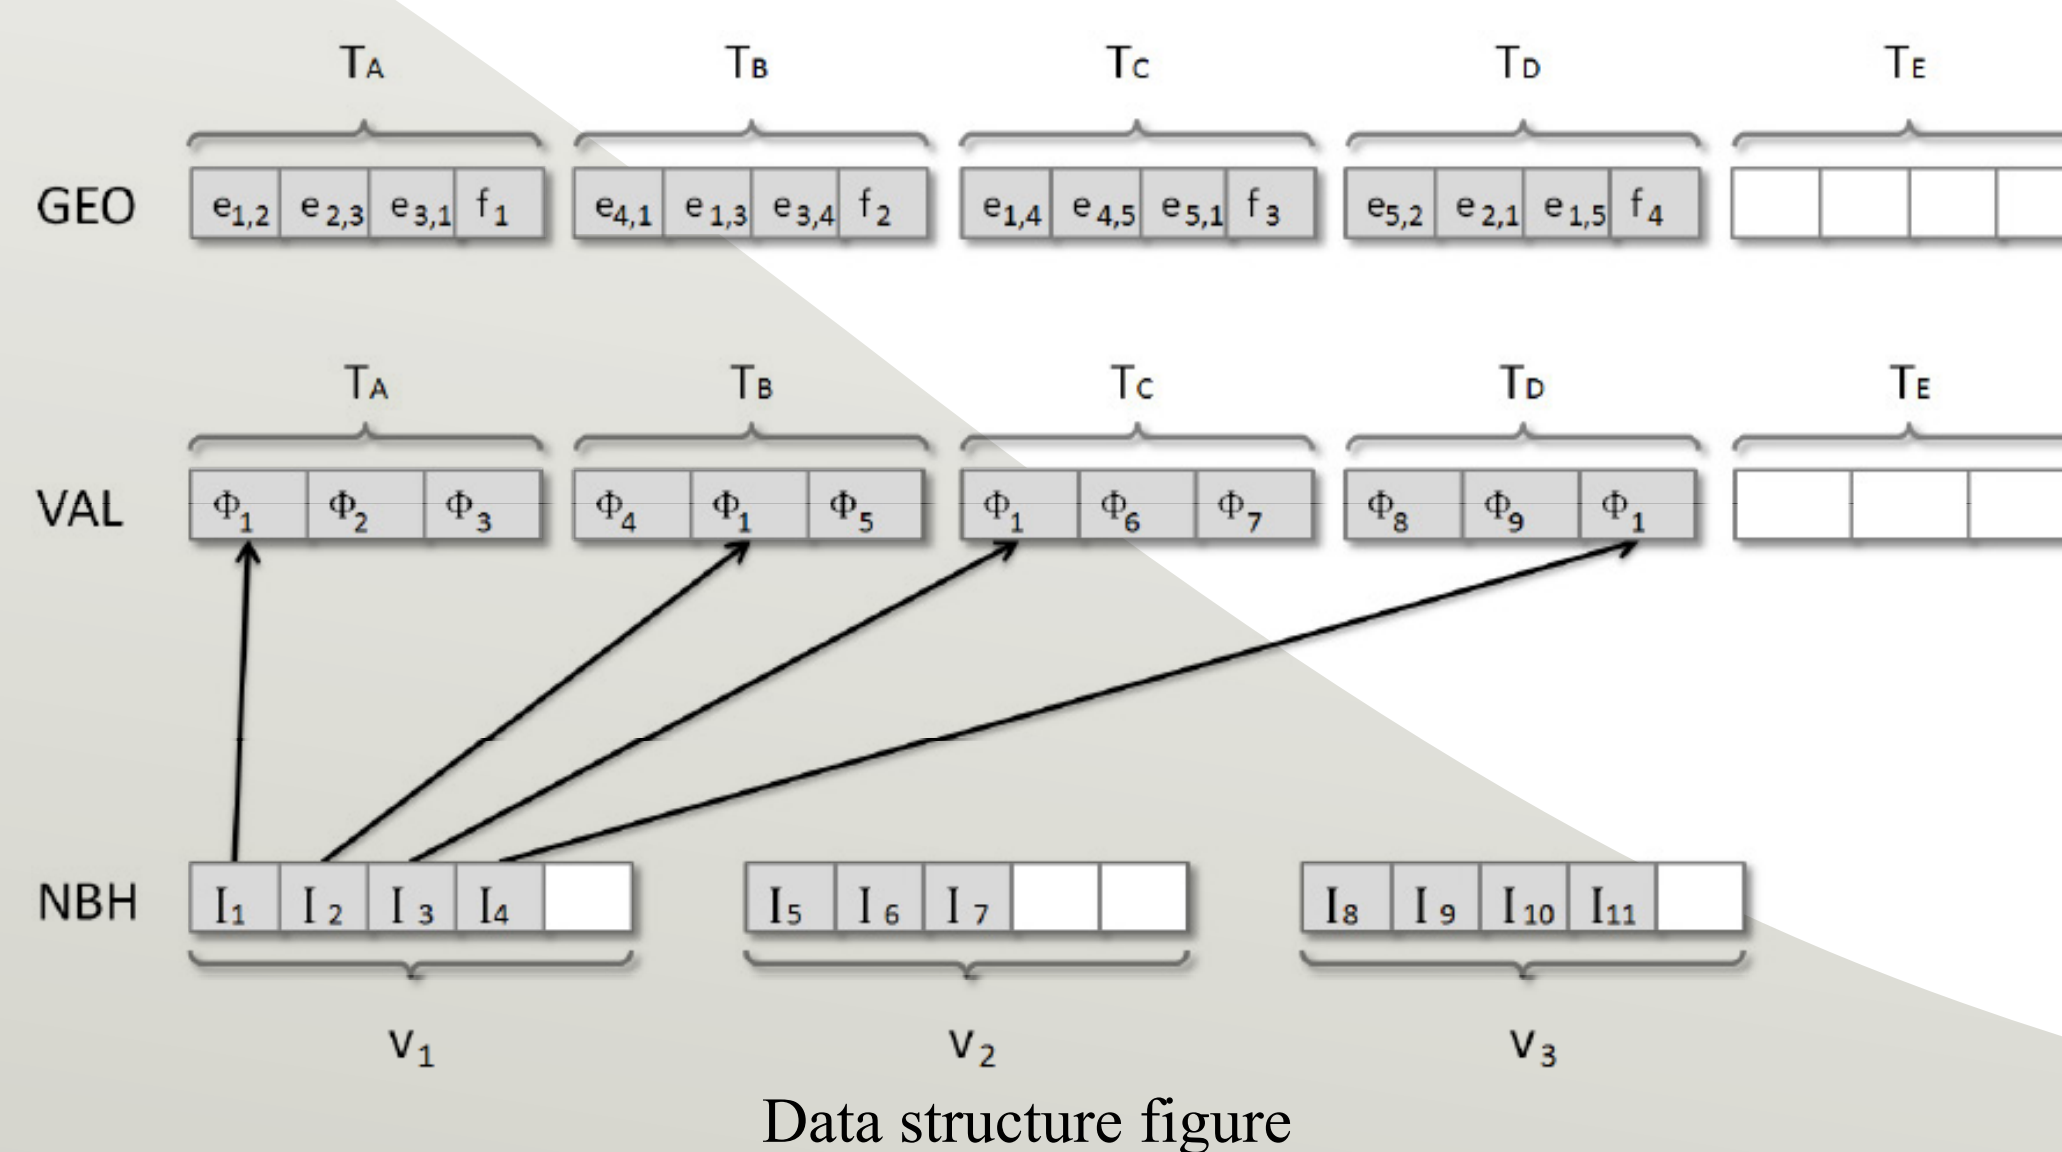 TA TB TC TD TE
GEO e1,2 e2,3 e3,1 f1 e4,1 e1,3 e3,4 f2 e1,4 e4,5 e5,1 f3 e5,2 e2,1 e1,5 f4
TA TB TC TD TE
VAL Φ1 Φ2 Φ3 Φ4 Φ1 Φ5 Φ1 Φ6 Φ7 Φ8 Φ9 Φ1
NBH I1 I2 I3 I4 I5 I6 I7 I8 I9 I10 I11
v1 v2 v3
Data structure figure